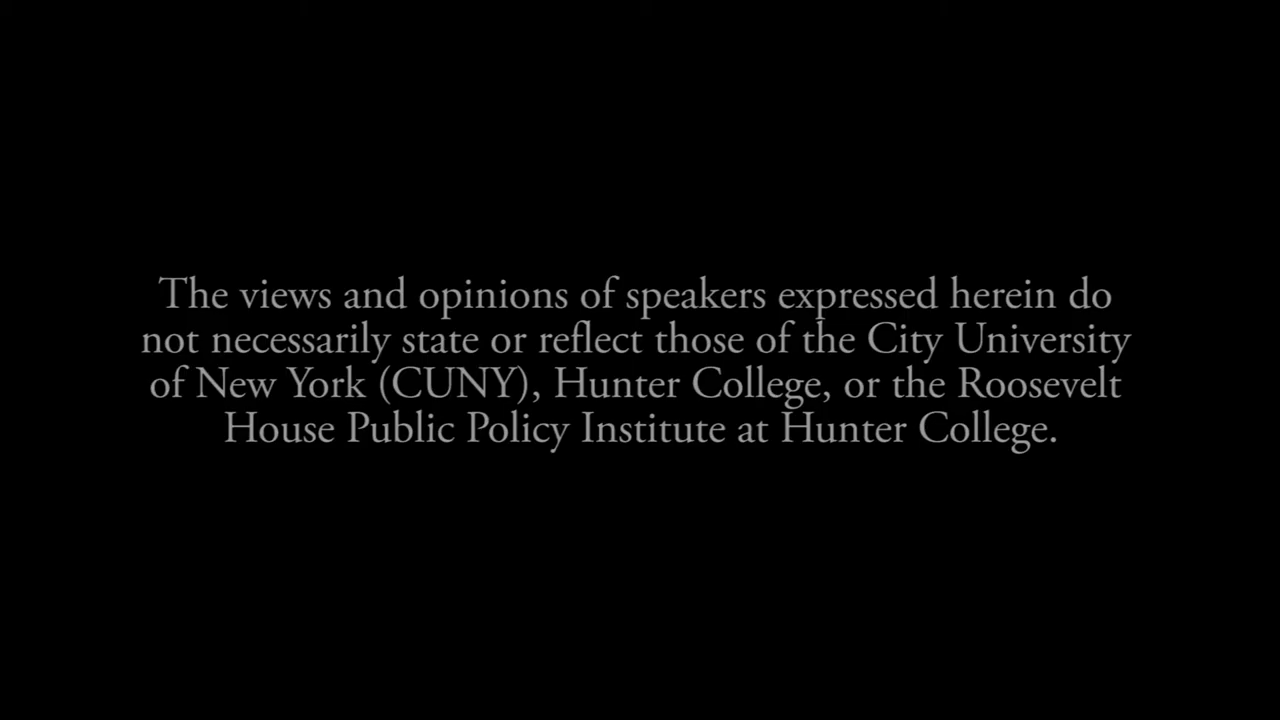 The views and opinions of speakers expressed herein do
not necessarily state or reflect those of the City University
of New York (CUNY), Hunter College, or the Roosevelt
House Public Policy Institute at Hunter College.